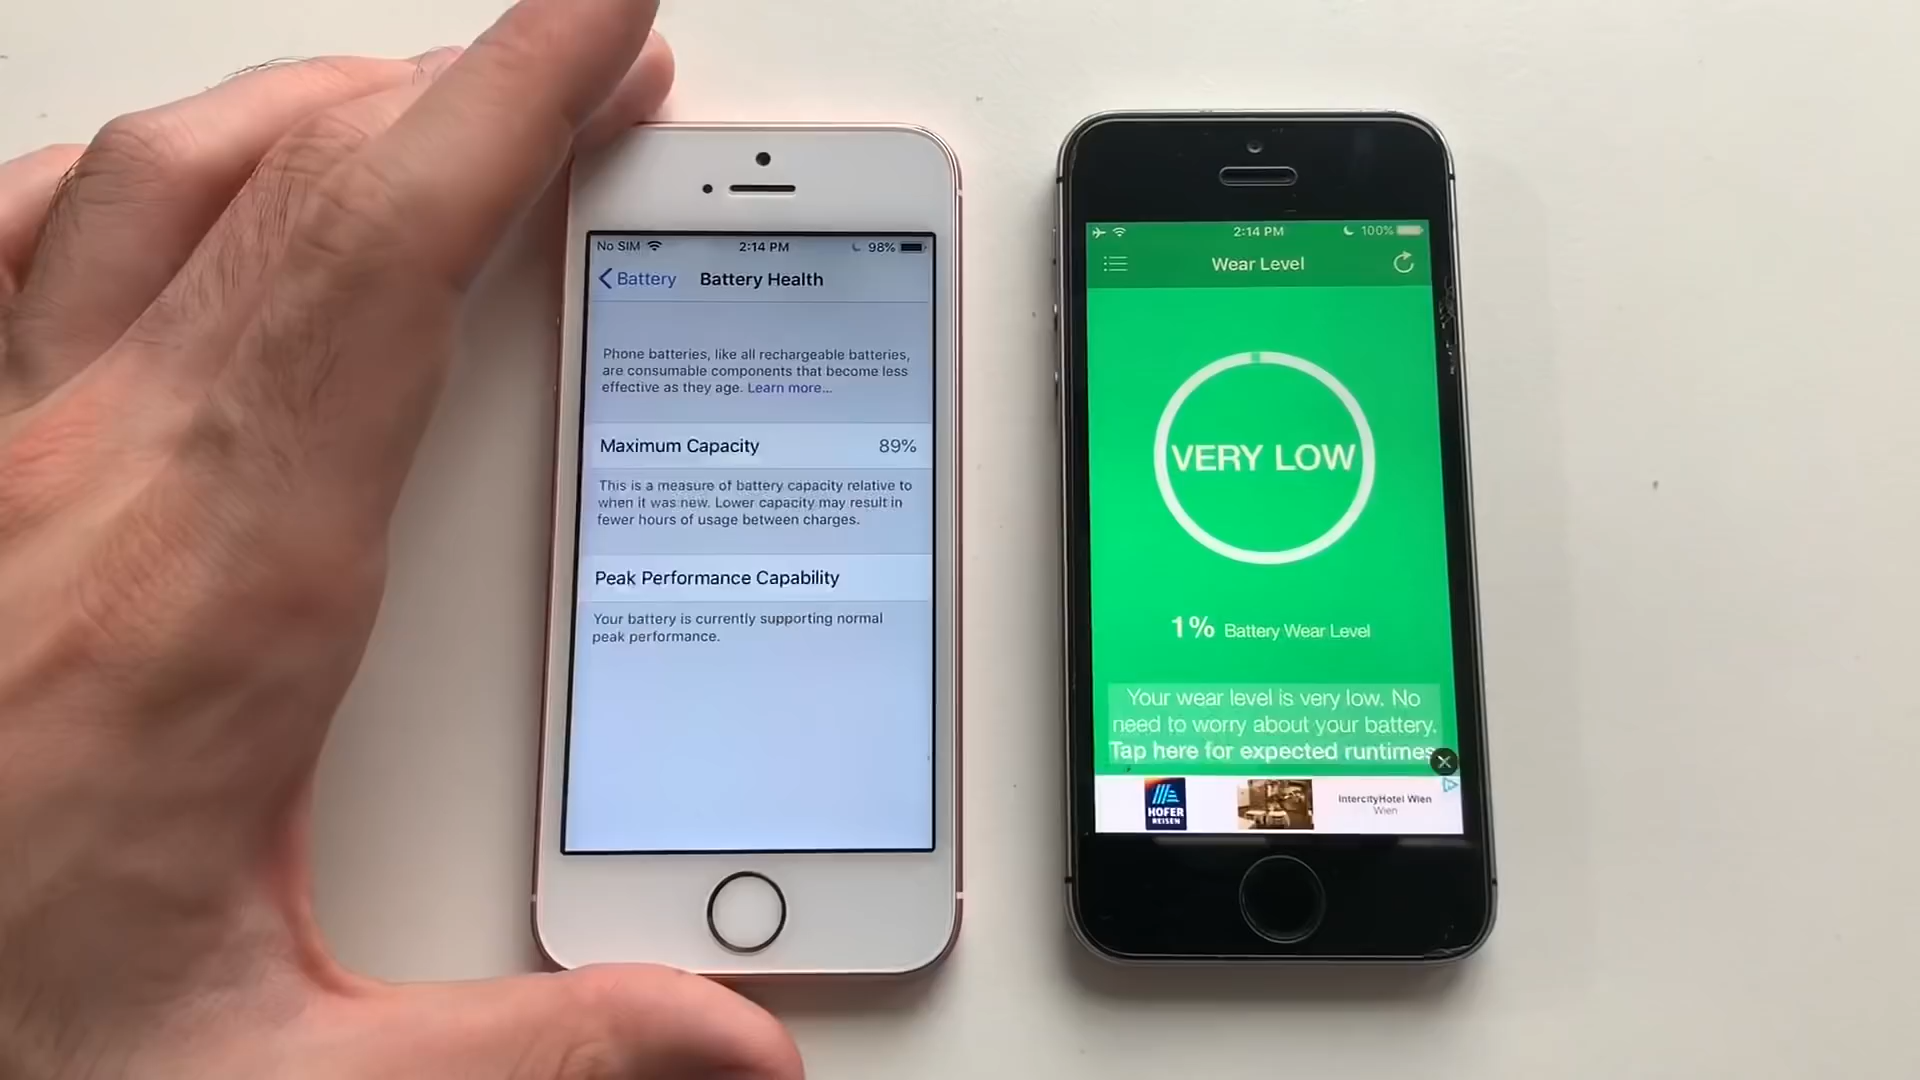 No SIM 2:14 PM 98%
Battery Battery Health
Phone batteries, like all rechargeable batteries,
are consumable components that become less
effective as they age. Learn more...
Maximum Capacity 89%
This is a measure of battery capacity relative to
when it was new. Lower capacity may result in
fewer hours of usage between charges.
Peak Performance Capability
Your battery is currently supporting normal
peak performance.
2:14 PM 100%
Wear Level
VERY LOW
1% Battery Wear Level
Your wear level is very low. No
need to worry about your battery.
Tap here for expected runtimes
HOFER
REISEN
IntercityHotel Wien
Wien